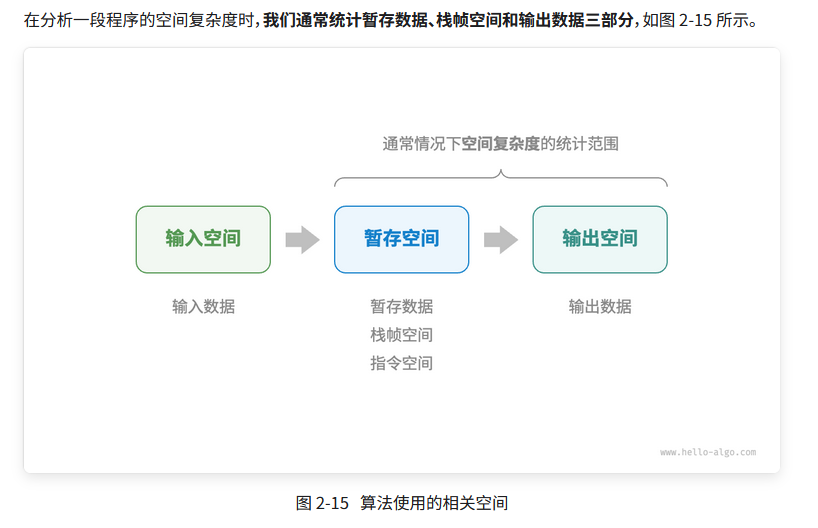 在分析一段程序的空间复杂度时，我们通常统计暂存数据、栈帧空间和输出数据三部分，如图 2-15 所示。
通常情况下空间复杂度的统计范围
输入空间
暂存空间
输出空间
输入数据
暂存数据
输出数据
栈帧空间
指令空间
www.hello-algo.com
图 2-15 算法使用的相关空间